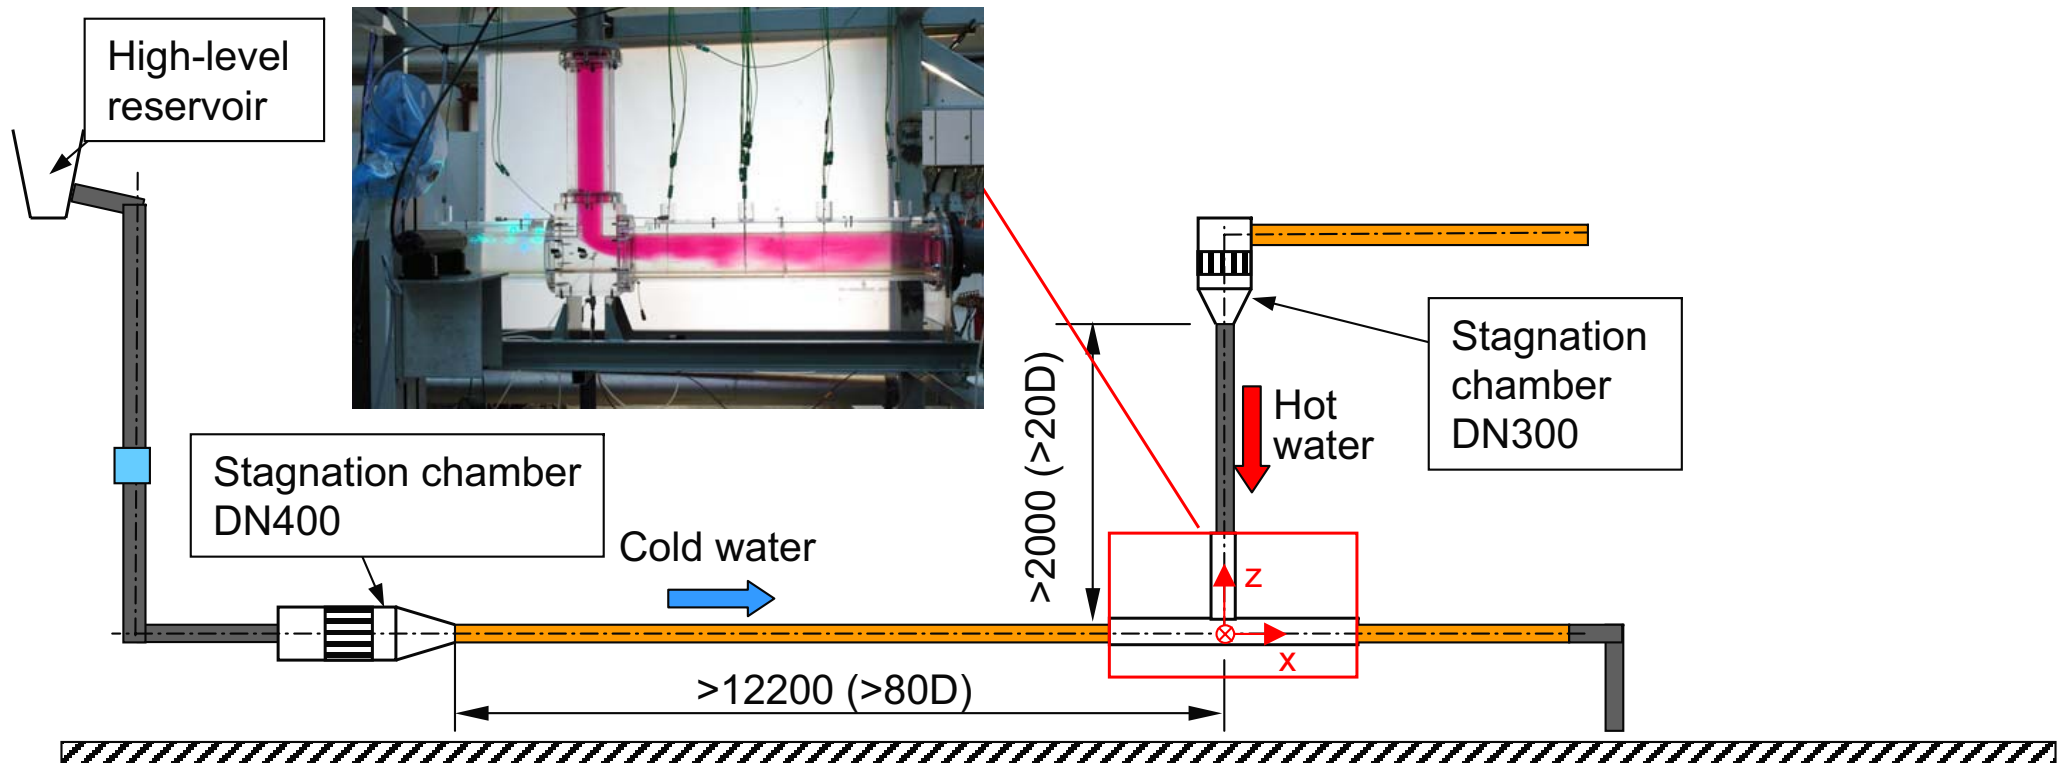 High-level
reservoir
Stagnation chamber
DN400
Cold water
>12200 (>80D)
>2000 (>20D)
Hot
water
Stagnation
chamber
DN300
z
x